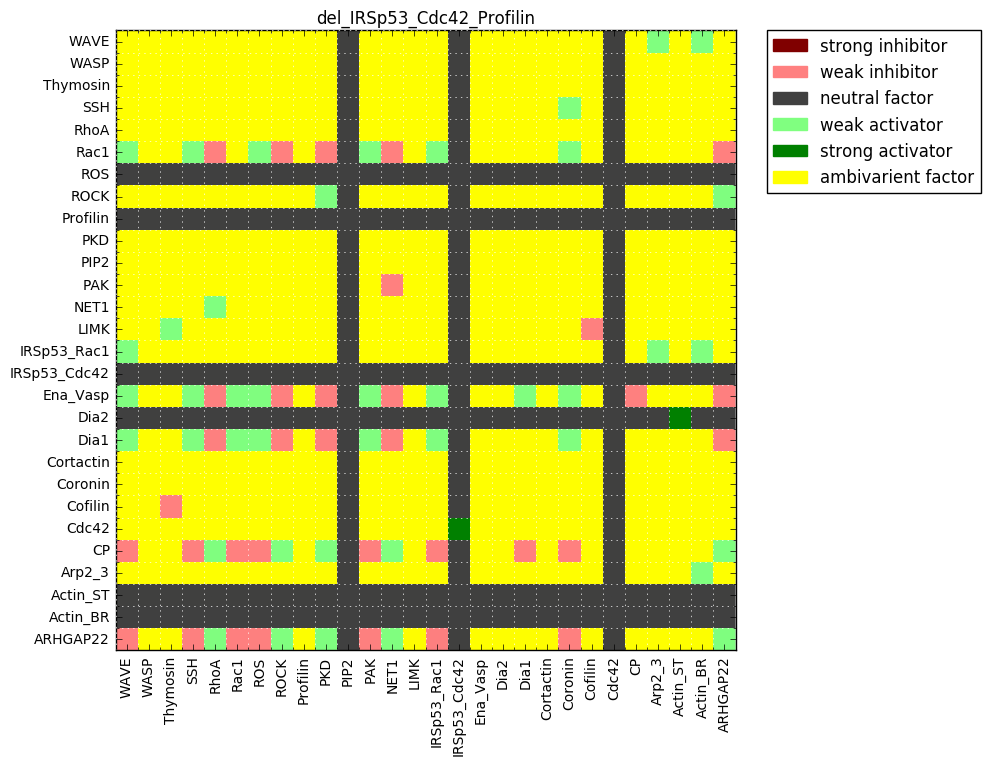 del_IRSp53_Cdc42_Profilin
strong inhibitor
weak inhibitor
neutral factor
weak activator
strong activator
ambivarient factor
WAVE
WASP
Thymosin
SSH
RhoA
Rac1
ROS
ROCK
Profilin
PKD
PIP2
PAK
NET1
LIMK
IRSp53_Rac1
IRSp53_Cdc42
Ena_Vasp
Dia2
Dia1
Cortactin
Coronin
Cofilin
Cdc42
CP
Arp2_3
Actin_ST
Actin_BR
ARHGAP22
WAVE
WASP
Thymosin
SSH
RhoA
Rac1
ROS
ROCK
Profilin
PKD
PIP2
PAK
NET1
LIMK
IRSp53_Rac1
IRSp53_Cdc42
Ena_Vasp
Dia2
Dia1
Cortactin
Coronin
Cofilin
Cdc42
CP
Arp2_3
Actin_ST
Actin_BR
ARHGAP22